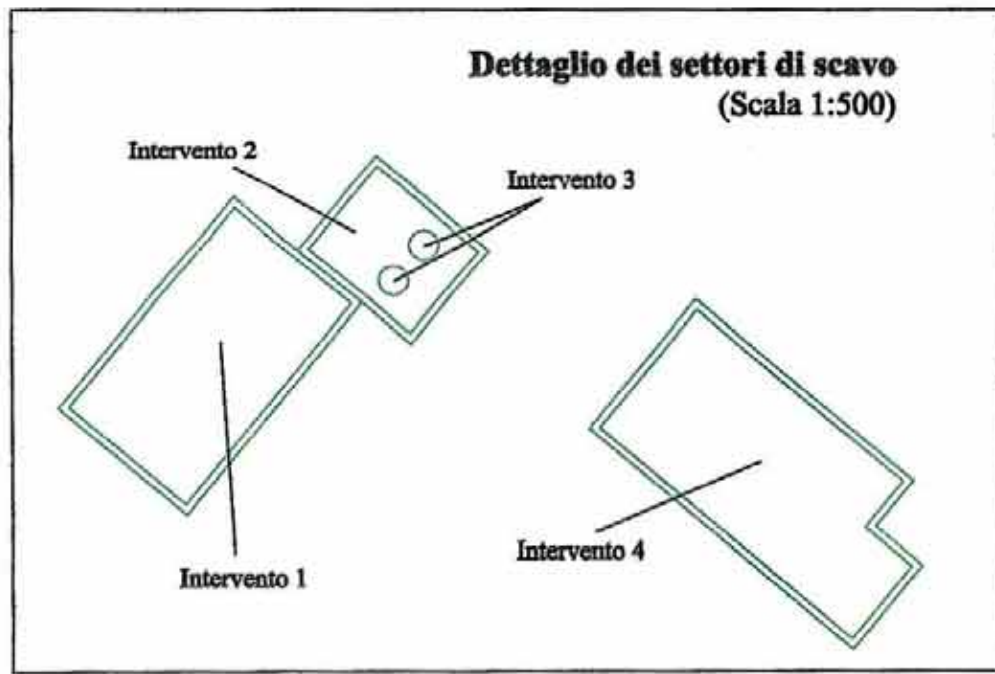 Dettaglio dei settori di scavo
(Scala 1:500)
Intervento 2
Intervento 3
Intervento 4
Intervento 1